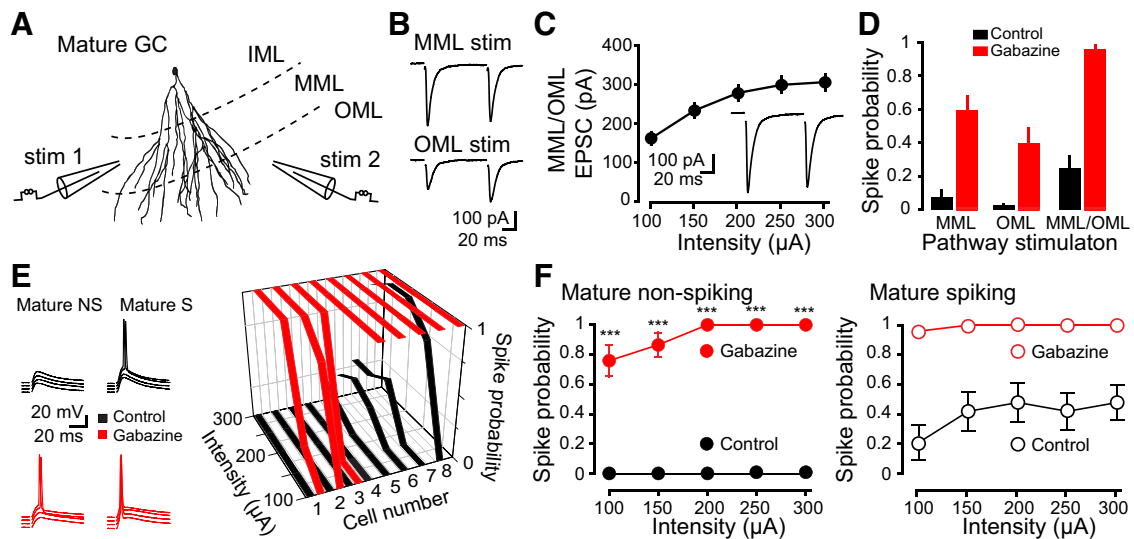 A
Mature GC
IML
MML
OML
stim 1
stim 2
B
MML stim
OML stim
100 pA
20 ms
C
MML/OML
EPSC (pA)
400
300
200
100
0
100 pA
20 ms
100 150 200 250 300
Intensity (µA)
D
Control
Gabazine
Spike probability
1
0.8
0.6
0.4
0.2
0
MML OML MML/OML
Pathway stimulaton
E
Mature NS Mature S
20 mV
20 ms
Control
Gabazine
300
200
100
Intensity (µA)
1 2 3 4 5 6 7 8
Cell number
1
0
Spike probability
F
Mature non-spiking
*** *** *** *** ***
Spike probability
1
0.8
0.6
0.4
0.2
0
Gabazine
Control
100 150 200 250 300
Intensity (µA)
Mature spiking
Spike probability
1
0.8
0.6
0.4
0.2
0
Gabazine
Control
100 150 200 250 300
Intensity (µA)